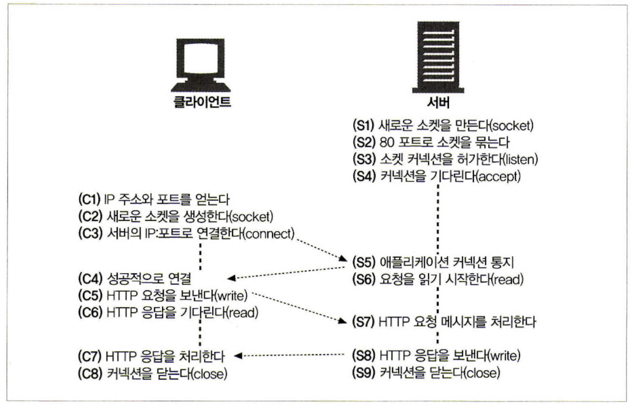 클라이언트
서버
(S1) 새로운 소켓을 만든다(socket)
(S2) 80 포트로 소켓을 묶는다
(S3) 소켓 커넥션을 허가한다(listen)
(S4) 커넥션을 기다린다(accept)
(C1) IP 주소와 포트를 얻는다
(C2) 새로운 소켓을 생성한다(socket)
(C3) 서버의 IP:포트로 연결한다(connect)
(S5) 애플리케이션 커넥션 통지
(S6) 요청을 읽기 시작한다(read)
(C4) 성공적으로 연결
(C5) HTTP 요청을 보낸다(write)
(C6) HTTP 응답을 기다린다(read)
(S7) HTTP 요청 메시지를 처리한다
(C7) HTTP 응답을 처리한다
(C8) 커넥션을 닫는다(close)
(S8) HTTP 응답을 보낸다(write)
(S9) 커넥션을 닫는다(close)